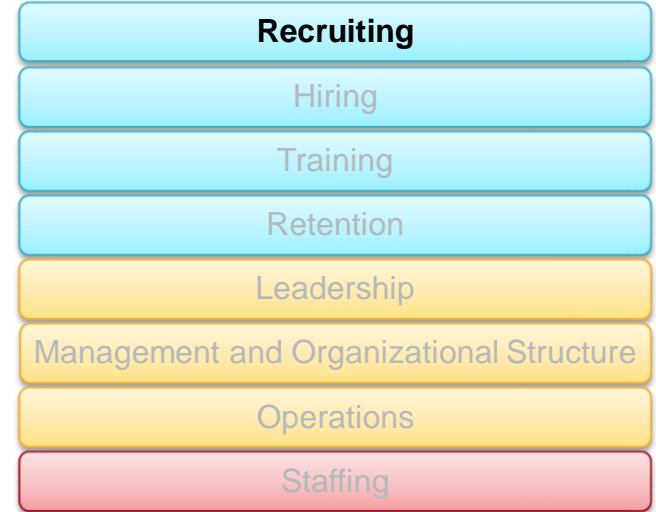 Recruiting
Hiring
Training
Retention
Leadership
Management and Organizational Structure
Operations
Staffing